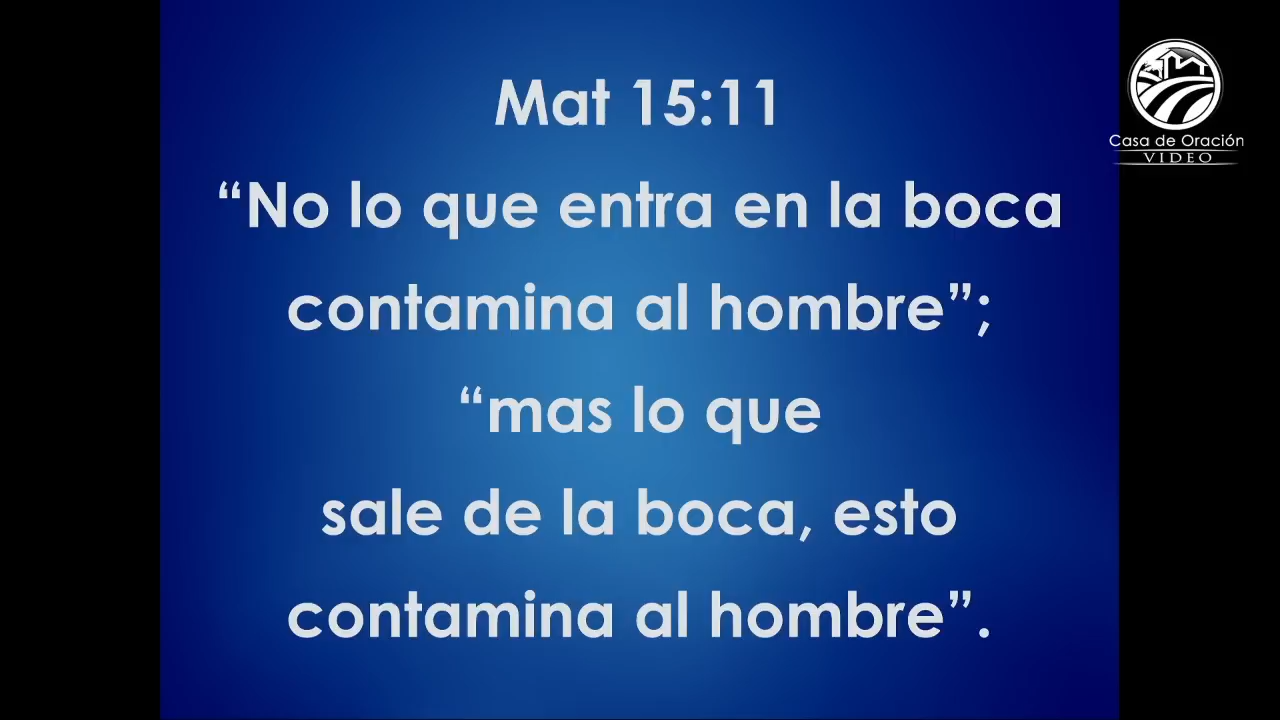 Mat 15:11
“No lo que entra en la boca
contamina al hombre”;
“mas lo que
sale de la boca, esto
contamina al hombre”.
Casa de Oración
VIDEO